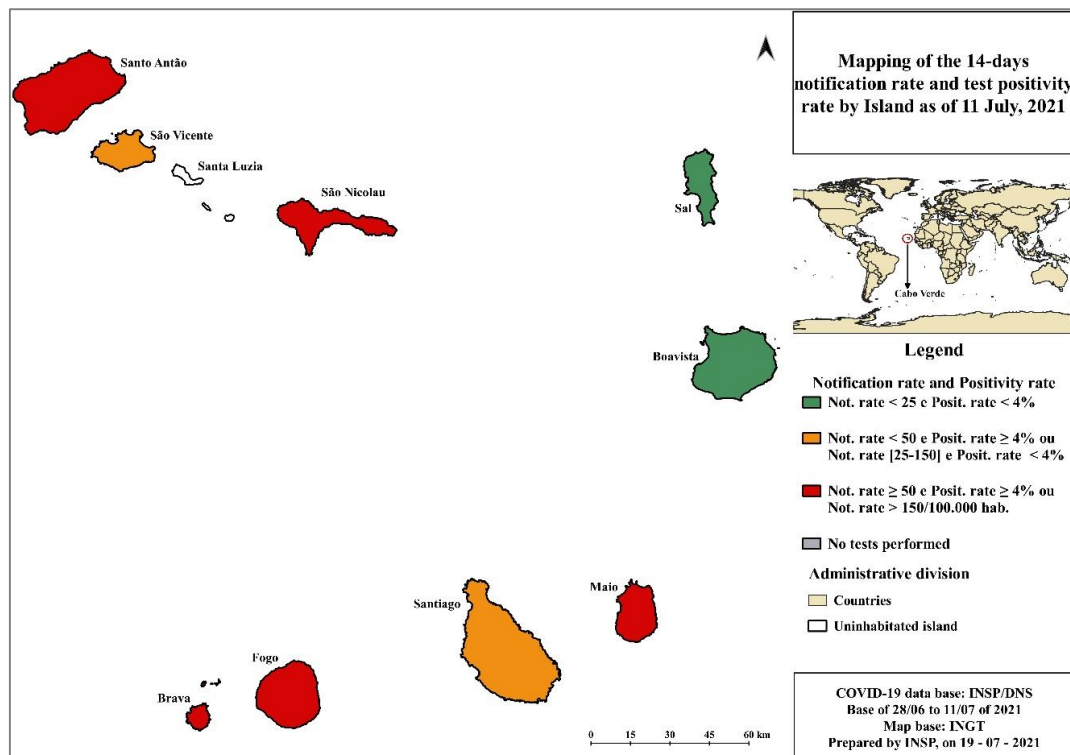 Mapping of the 14-days
notification rate and test positivity
rate by Island as of 11 July, 2021
Santo Antão
São Vicente
Santa Luzia
São Nicolau
Sal
Boavista
Cabo Verde
Legend
Notification rate and Positivity rate
Not. rate < 25 e Posit. rate < 4%
Not. rate < 50 e Posit. rate ≥ 4% ou
Not. rate [25-150] e Posit. rate < 4%
Not. rate ≥ 50 e Posit. rate ≥ 4% ou
Not. rate > 150/100.000 hab.
No tests performed
Administrative division
Countries
Uninhabitated island
Santiago
Maio
Fogo
Brava
0 15 30 45 60 km
COVID-19 data base: INSP/DNS
Base of 28/06 to 11/07 of 2021
Map base: INGT
Prepared by INSP, on 19 - 07 - 2021